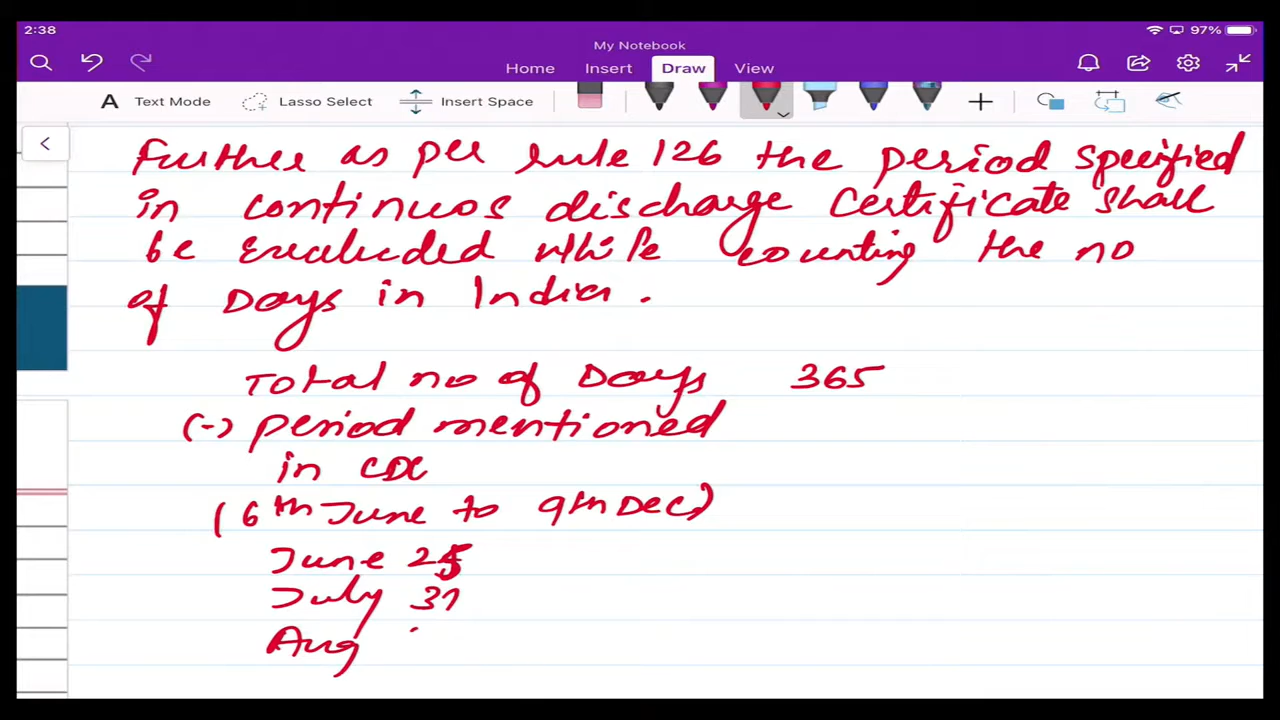 2:38
97%
My Notebook
Home Insert Draw View
Text Mode Lasso Select Insert Space
Further as per rule 126 the period specified
in continuos discharge certificate shall
be excluded while counting the no
of Days in India.
Total no of Days 365
(-) period mentioned
in CDC
(6th June to 9th Dec)
June 25
July 31
Aug